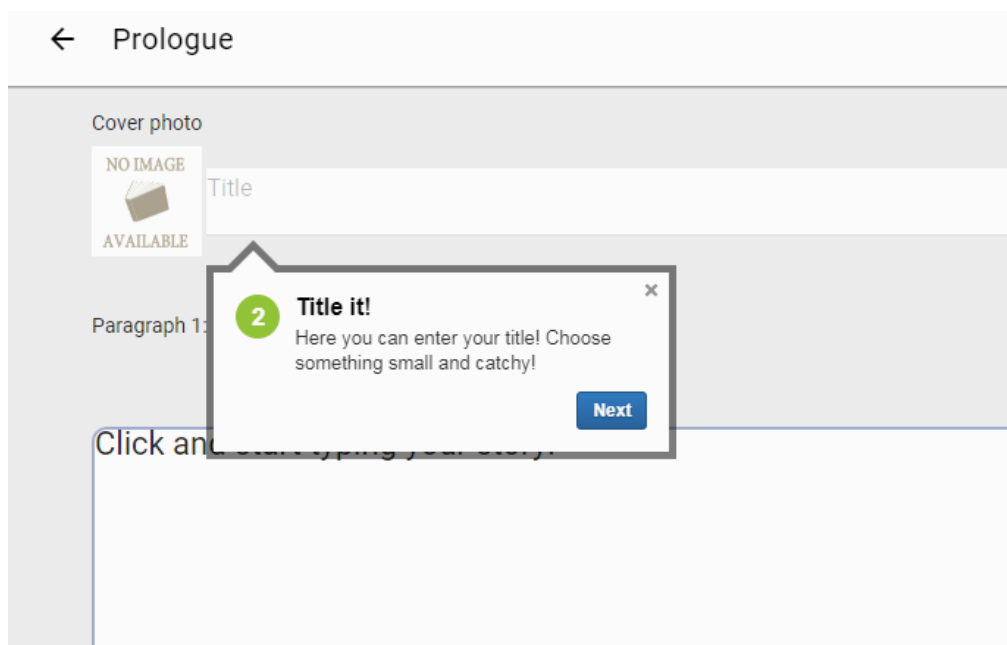 Prologue
Cover photo
NO IMAGE
AVAILABLE
Title
2
Title it!
Here you can enter your title! Choose
something small and catchy!
Next
Paragraph 1:
Click and start typing your story!